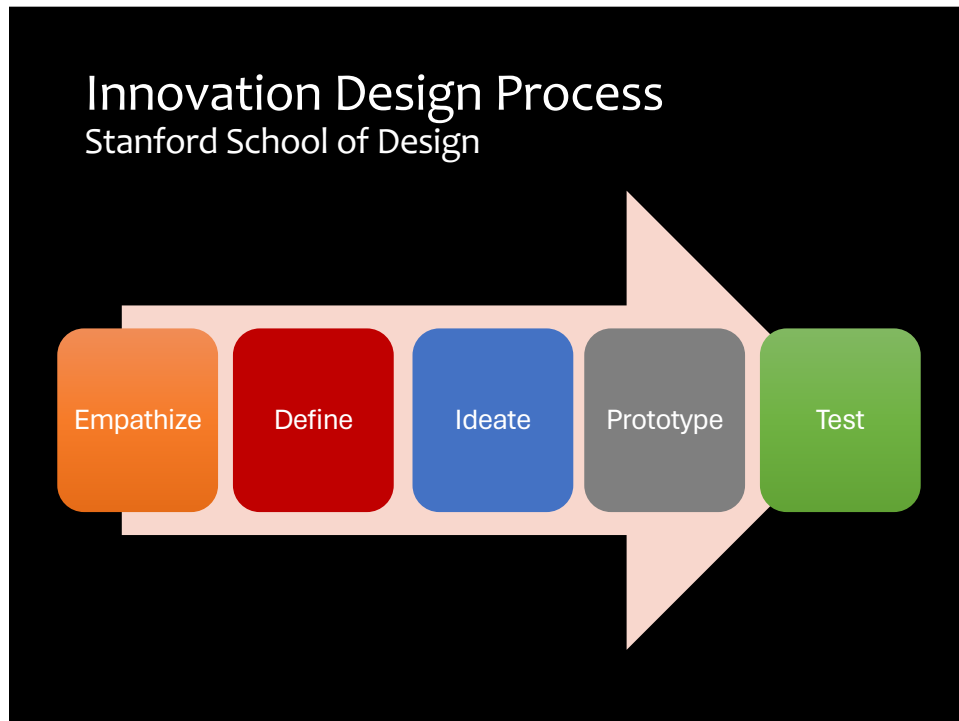 Innovation Design Process
Stanford School of Design
Empathize
Define
Ideate
Prototype
Test